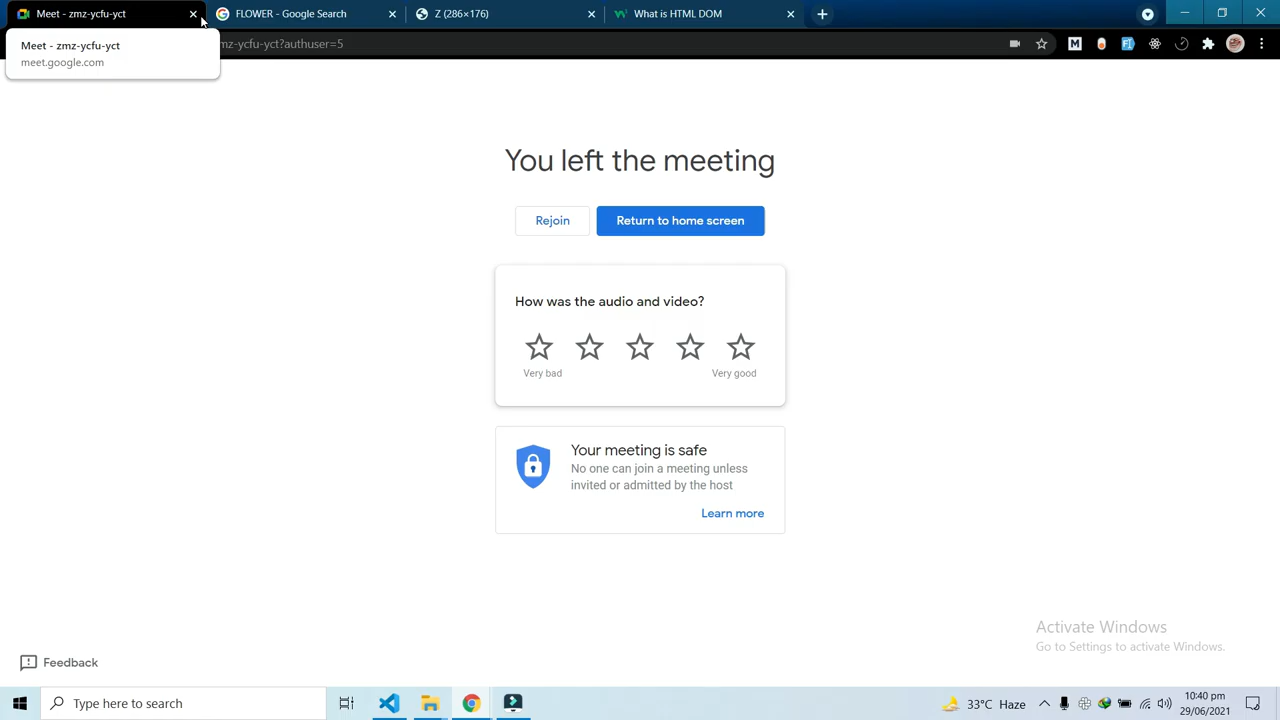 Meet - zmz-ycfu-yct
FLOWER - Google Search
Z (286×176)
What is HTML DOM
Meet - zmz-ycfu-yct
meet.google.com
mz-ycfu-yct?authuser=5
You left the meeting
Rejoin
Return to home screen
How was the audio and video?
Very bad
Very good
Your meeting is safe
No one can join a meeting unless
invited or admitted by the host
Learn more
Activate Windows
Go to Settings to activate Windows.
Feedback
Type here to search
33°C Haze
10:40 pm
29/06/2021